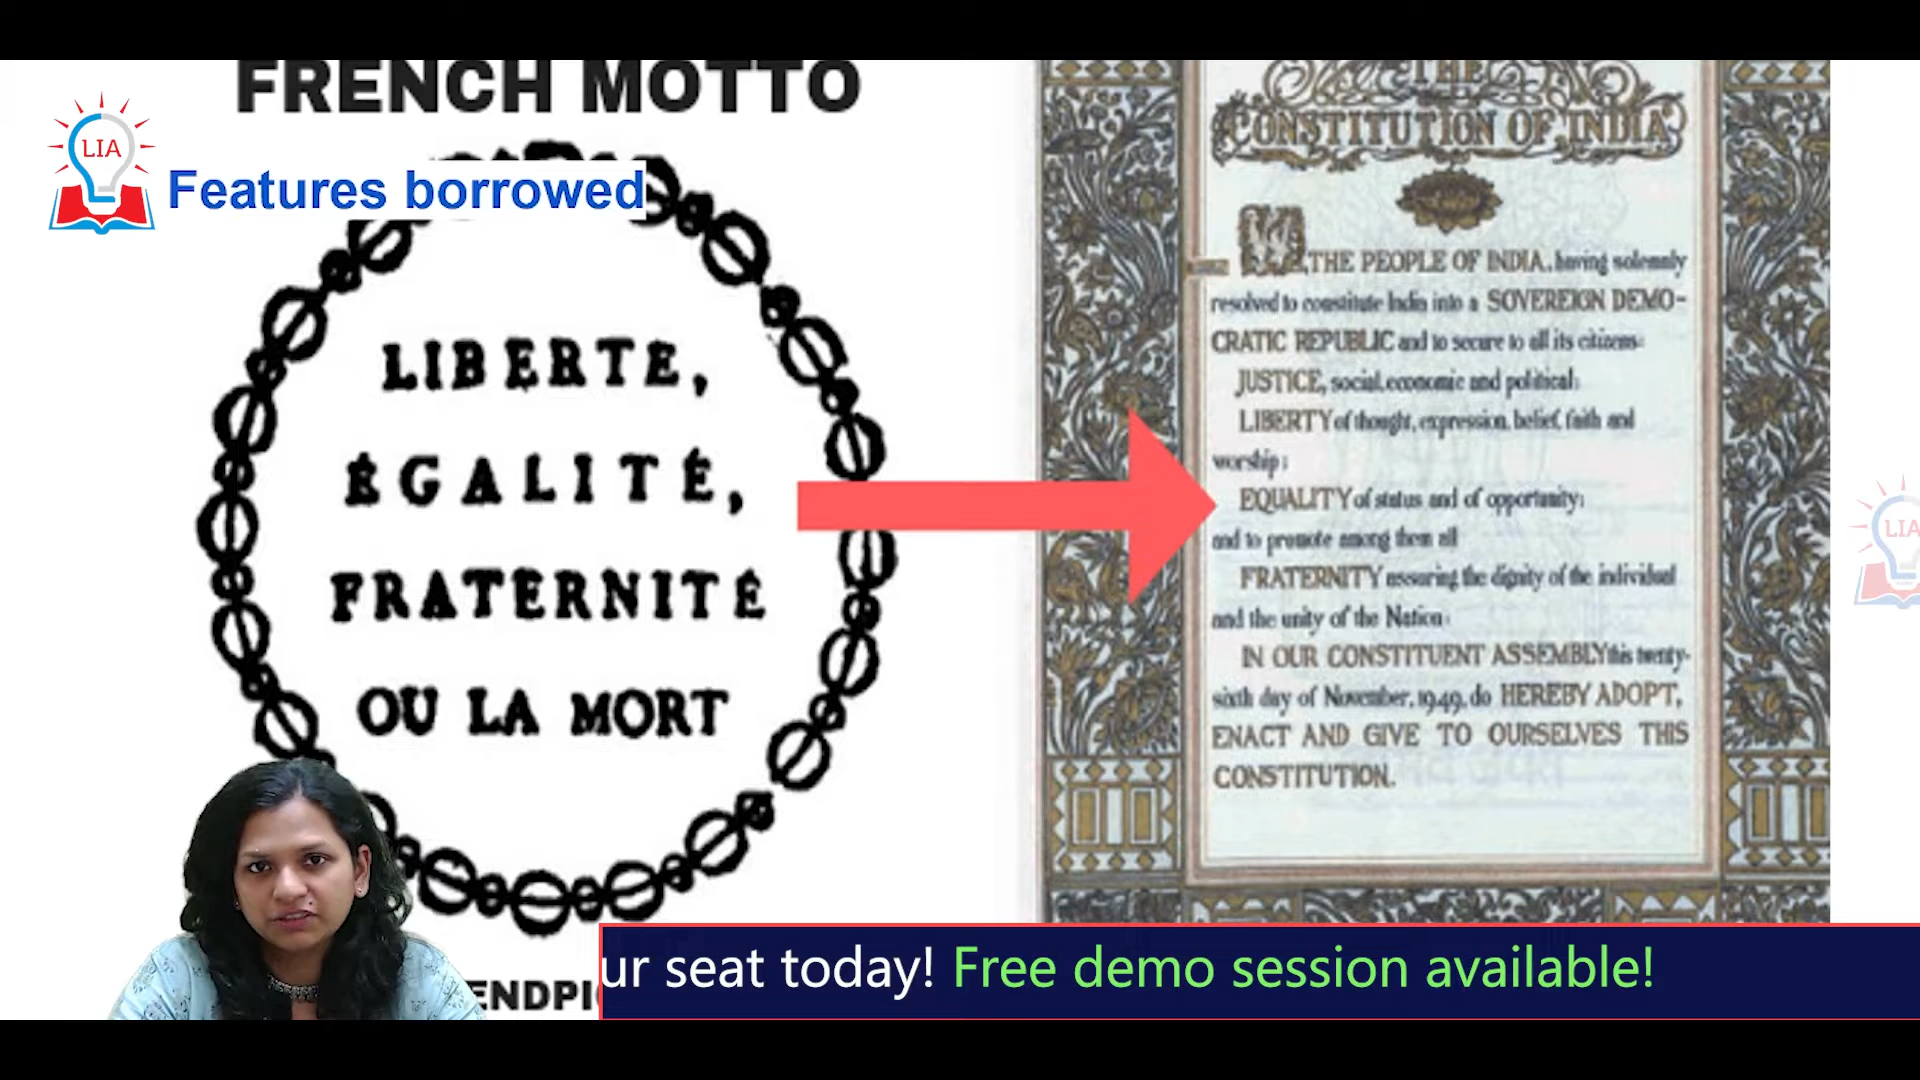 FRENCH MOTTO
LIA
Features borrowed
LIBERTE,
ÉGALITÉ,
FRATERNITÉ
OU LA MORT
THE
CONSTITUTION OF INDIA
WE, THE PEOPLE OF INDIA, having solemnly
resolved to constitute India into a SOVEREIGN DEMO-
CRATIC REPUBLIC and to secure to all its citizens:
JUSTICE, social, economic and political;
LIBERTY of thought, expression, belief, faith and
worship;
EQUALITY of status and of opportunity;
and to promote among them all
FRATERNITY assuring the dignity of the individual
and the unity of the Nation;
IN OUR CONSTITUENT ASSEMBLY this twenty-
sixth day of November, 1949, do HEREBY ADOPT,
ENACT AND GIVE TO OURSELVES THIS
CONSTITUTION.
LIA
ur seat today! Free demo session available!